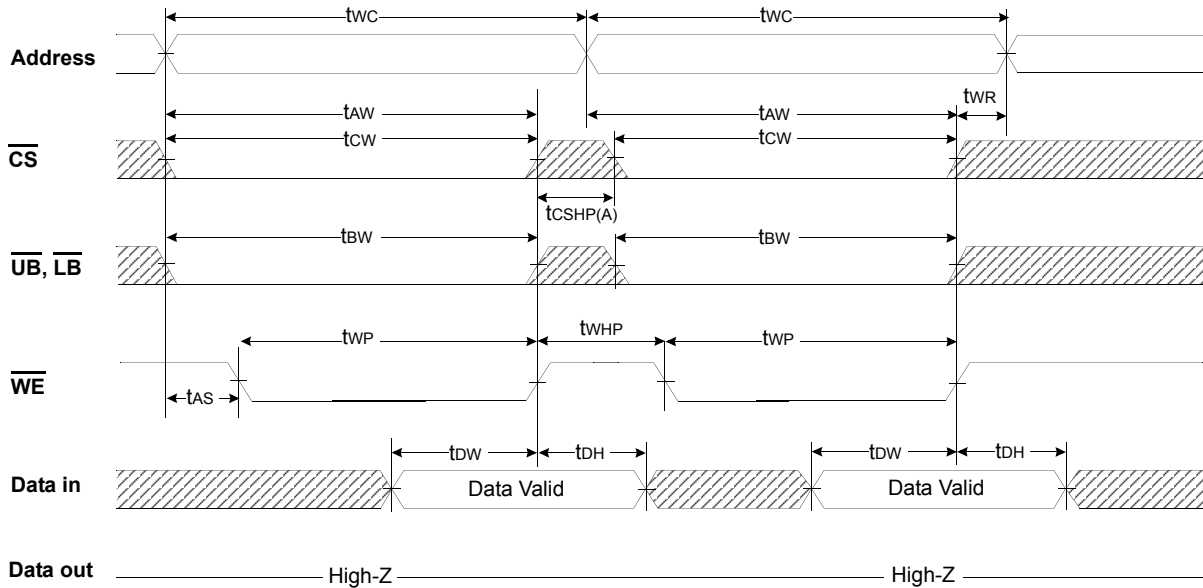 tWC tWC
Address
tWR
tAW tAW
tCW tCW
CS
tCSHP(A)
tBW tBW
UB, LB
tWP tWHP tWP
WE
tAS
tDW tDH tDW tDH
Data in Data Valid Data Valid
Data out High-Z High-Z